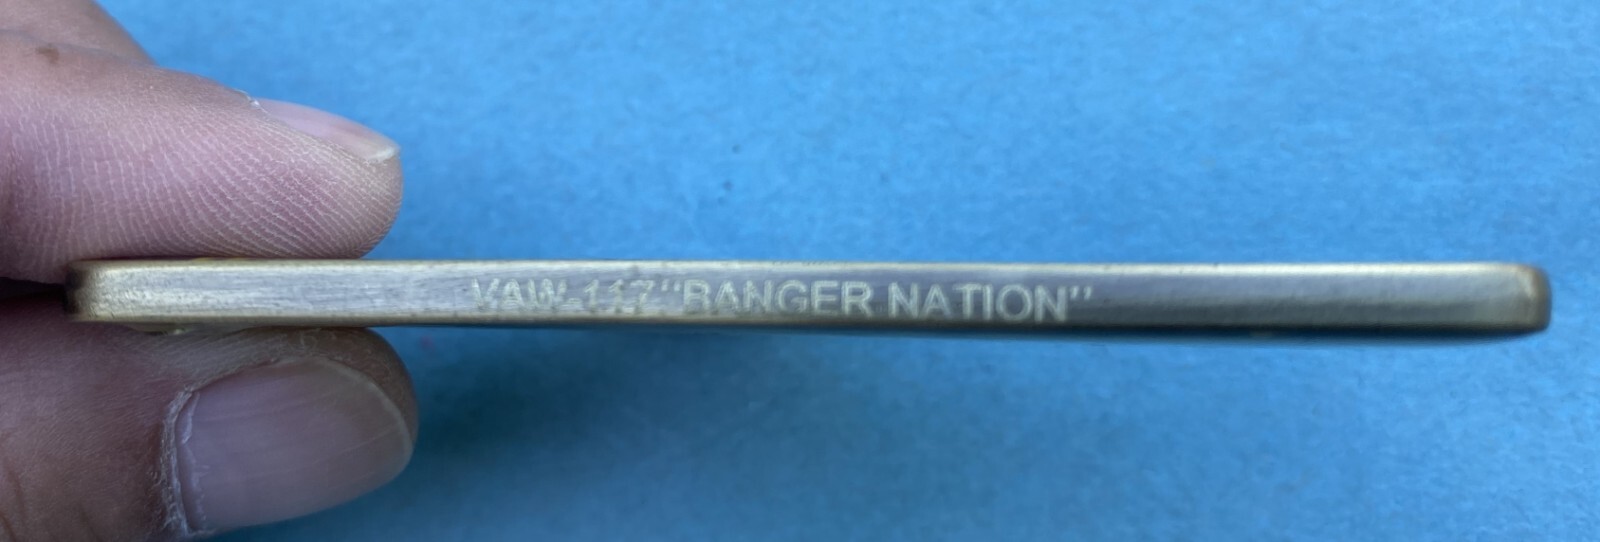 VAW-117 "RANGER NATION"